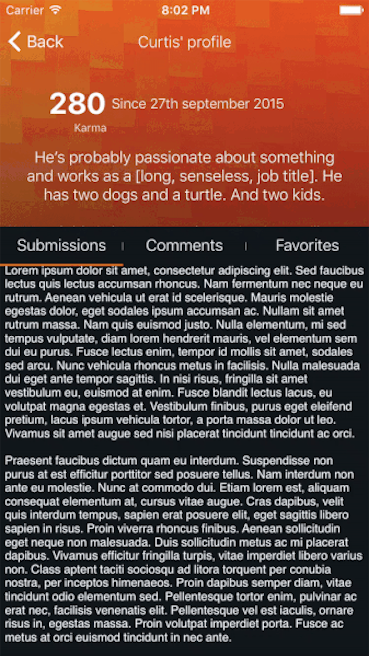 Carrier 8:02 PM
Back Curtis' profile
280 Since 27th september 2015
Karma
He's probably passionate about something
and works as a [long, senseless, job title]. He
has two dogs and a turtle. And two kids.
Submissions Comments Favorites
Lorem ipsum dolor sit amet, consectetur adipiscing elit. Sed faucibus
lectus quis lectus accumsan rhoncus. Nam fermentum nec neque eu
rutrum. Aenean vehicula ut erat id scelerisque. Mauris molestie
egestas dolor, eget sodales ipsum accumsan ac. Nullam sit amet
rutrum massa. Nam quis euismod justo. Nulla elementum, mi sed
tempus vulputate, diam lorem hendrerit mauris, vel elementum sem
dui eu purus. Fusce lectus enim, tempor id mollis sit amet, sodales
sed arcu. Nunc vehicula rhoncus metus in facilisis. Nulla malesuada
dui eget ante tempor sagittis. In nisi risus, fringilla sit amet
vestibulum eu, euismod at enim. Fusce blandit lectus lacus, eu
volutpat magna egestas et. Vestibulum finibus, purus eget eleifend
pretium, lacus ipsum vehicula tortor, a porta massa dolor ut leo.
Vivamus sit amet augue sed nisi placerat tincidunt tincidunt ac orci.
Praesent faucibus dictum quam eu interdum. Suspendisse non
purus at est efficitur porttitor sed posuere tellus. Nam interdum non
ante eu molestie. Nunc at commodo dui. Etiam lorem est, aliquam
consequat elementum at, cursus vitae augue. Cras dapibus, velit
quis interdum tempus, sapien erat posuere elit, eget sagittis libero
sapien in risus. Proin viverra rhoncus finibus. Aenean sollicitudin
eget neque non malesuada. Duis sollicitudin metus ac mi placerat
dapibus. Vivamus efficitur fringilla turpis, vitae imperdiet libero varius
non. Class aptent taciti sociosqu ad litora torquent per conubia
nostra, per inceptos himenaeos. Proin dapibus semper diam, vitae
tincidunt odio elementum sed. Pellentesque tortor enim, pulvinar ac
erat nec, facilisis venenatis elit. Pellentesque vel est iaculis, ornare
risus in, egestas massa. Proin volutpat imperdiet porta. Fusce ac
metus at orci euismod tincidunt in nec ante.